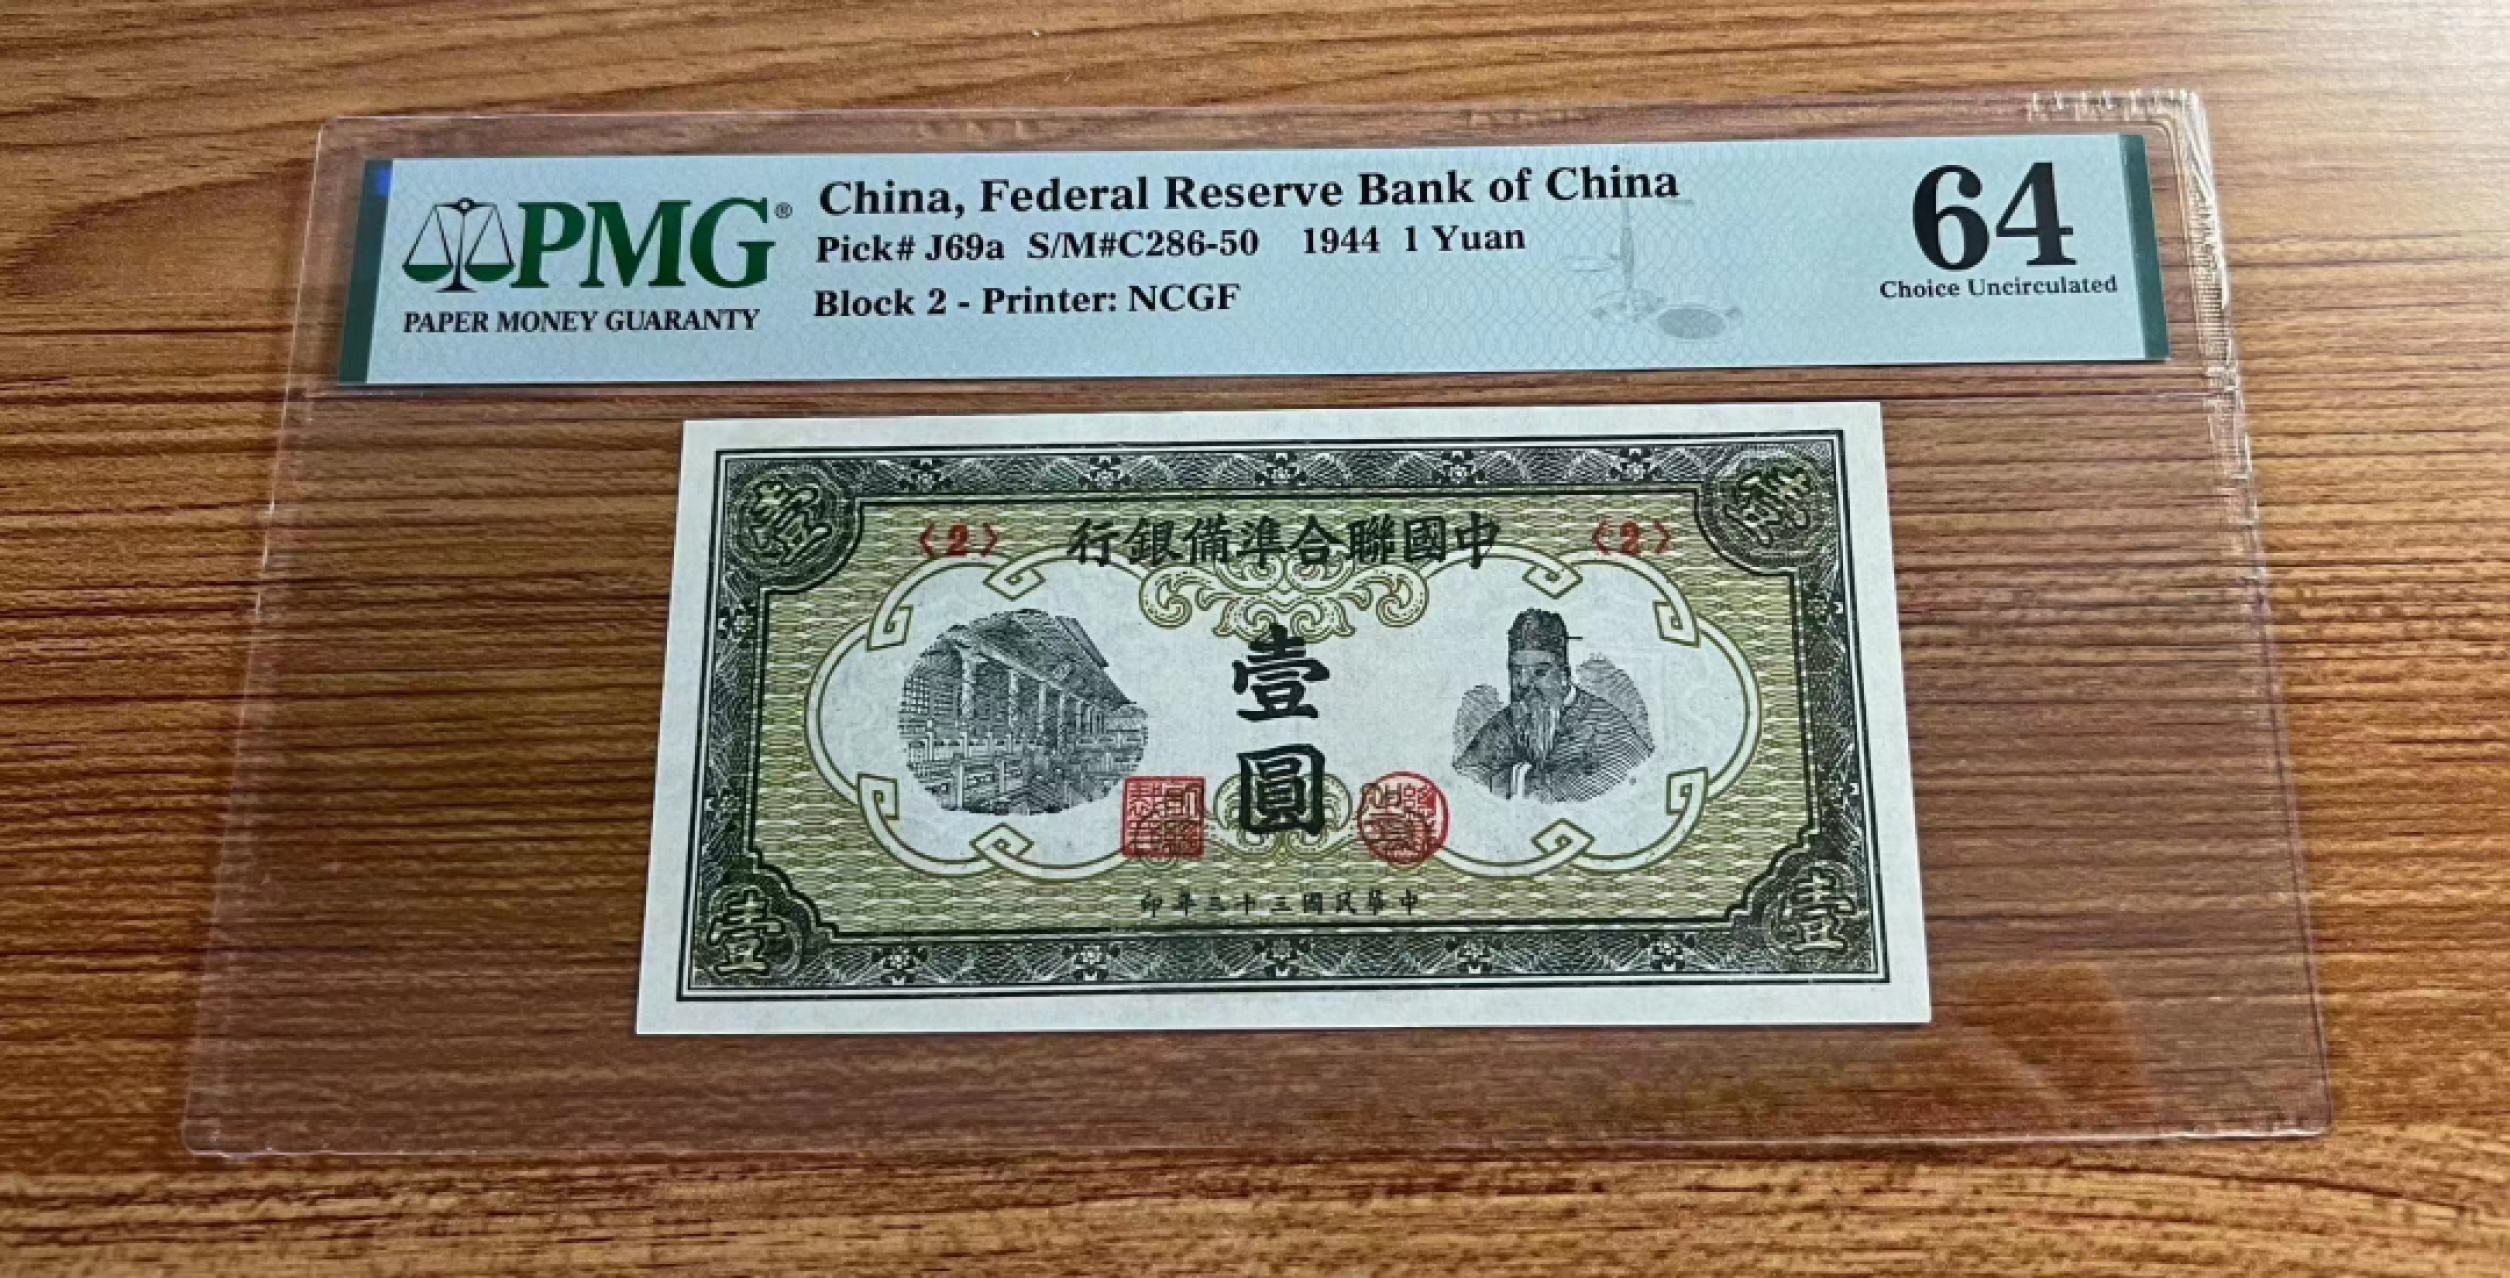 PMG®
PAPER MONEY GUARANTY
China, Federal Reserve Bank of China
Pick# J69a S/M#C286-50 1944 1 Yuan
Block 2 - Printer: NCGF
64
Choice Uncirculated
壹
〈2〉 行銀備準合聯國中 〈2〉
壹
圓
印年三十三國民華中
壹 壹